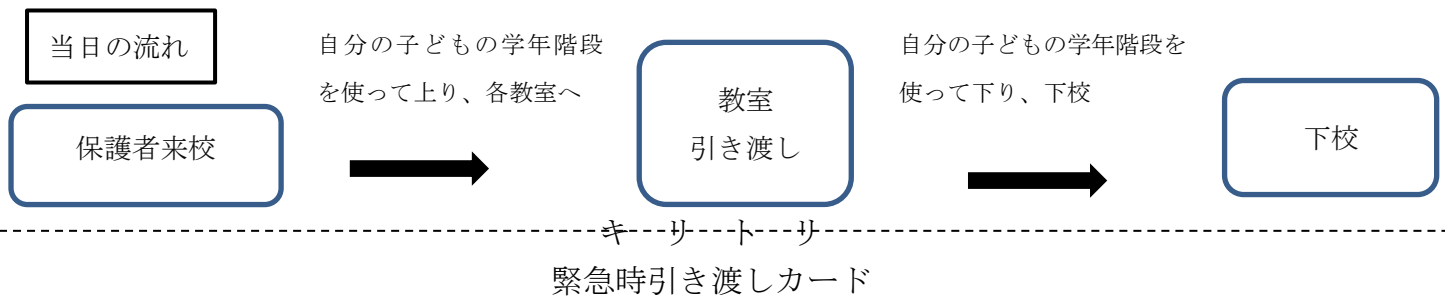 当日の流れ
保護者来校
自分の子どもの学年階段
を使って上り、各教室へ
教室
引き渡し
自分の子どもの学年階段を
使って下り、下校
下校
キ リ ト リ
緊急時引き渡しカード